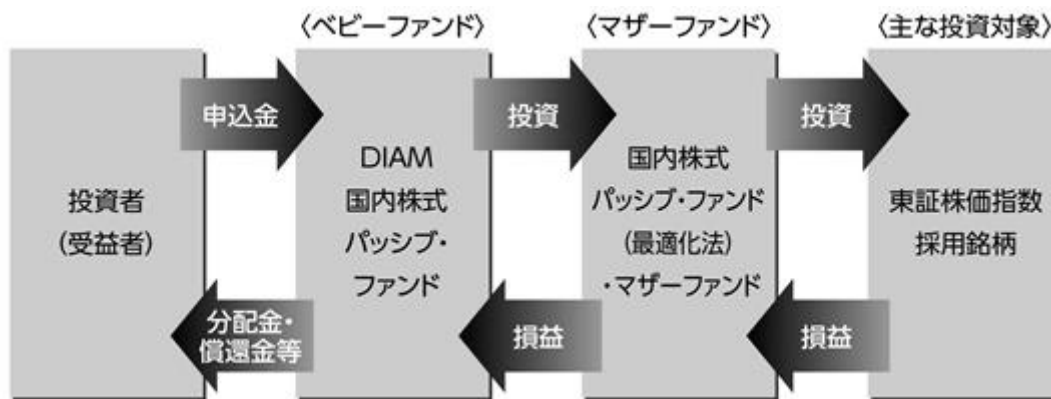 〈ベビーファンド〉
〈マザーファンド〉
〈主な投資対象〉
申込金
投資
投資
投資者
(受益者)
DIAM
国内株式
パッシブ・
ファンド
国内株式
パッシブ・ファンド
(最適化法)
・マザーファンド
東証株価指数
採用銘柄
分配金・
償還金等
損益
損益